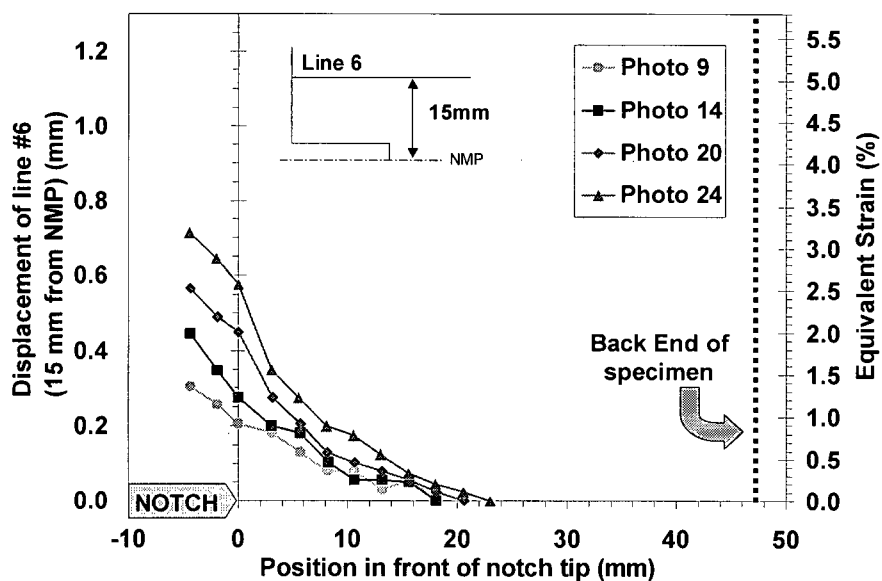 Displacement of line #6
(15 mm from NMP) (mm)
1.2
1.0
0.8
0.6
0.4
0.2
0.0
Line 6
15mm
NMP
Photo 9
Photo 14
Photo 20
Photo 24
Back End of
specimen
NOTCH
5.5
5.0
4.5
4.0
3.5
3.0
2.5
2.0
1.5
1.0
0.5
0.0
Equivalent Strain (%)
-10
0
10
20
30
40
50
Position in front of notch tip (mm)